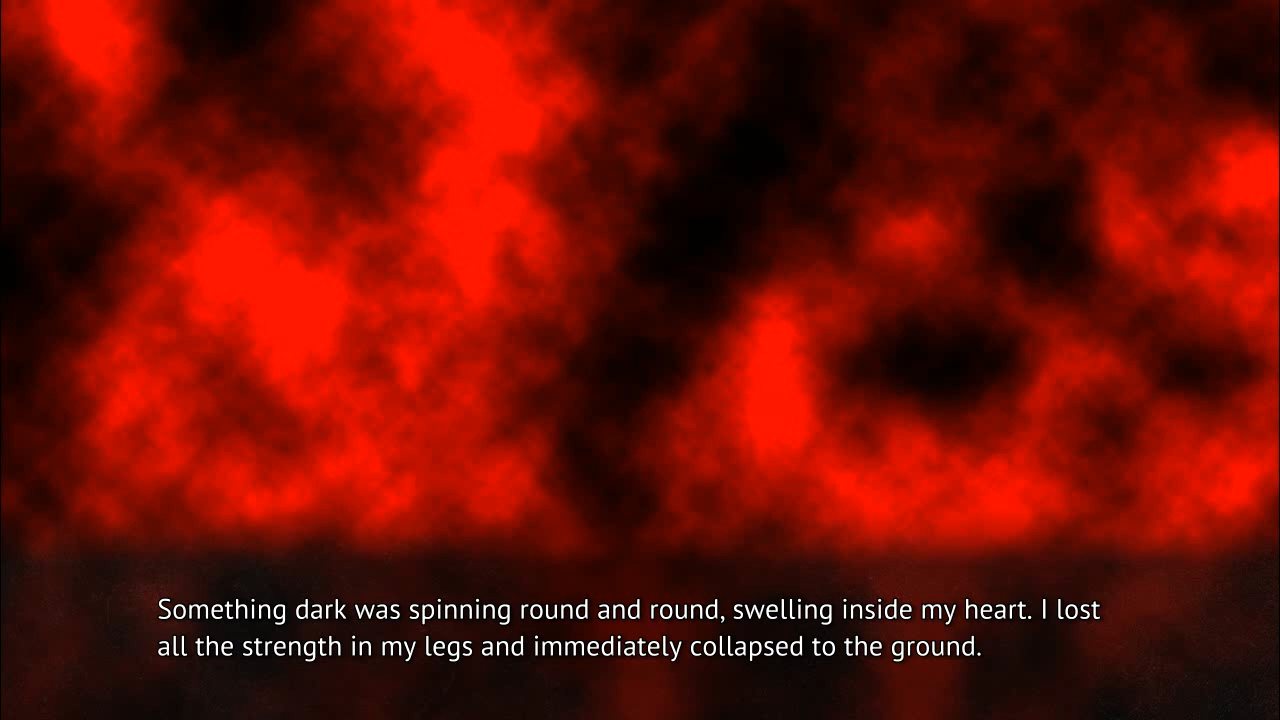 Something dark was spinning round and round, swelling inside my heart. I lost
all the strength in my legs and immediately collapsed to the ground.